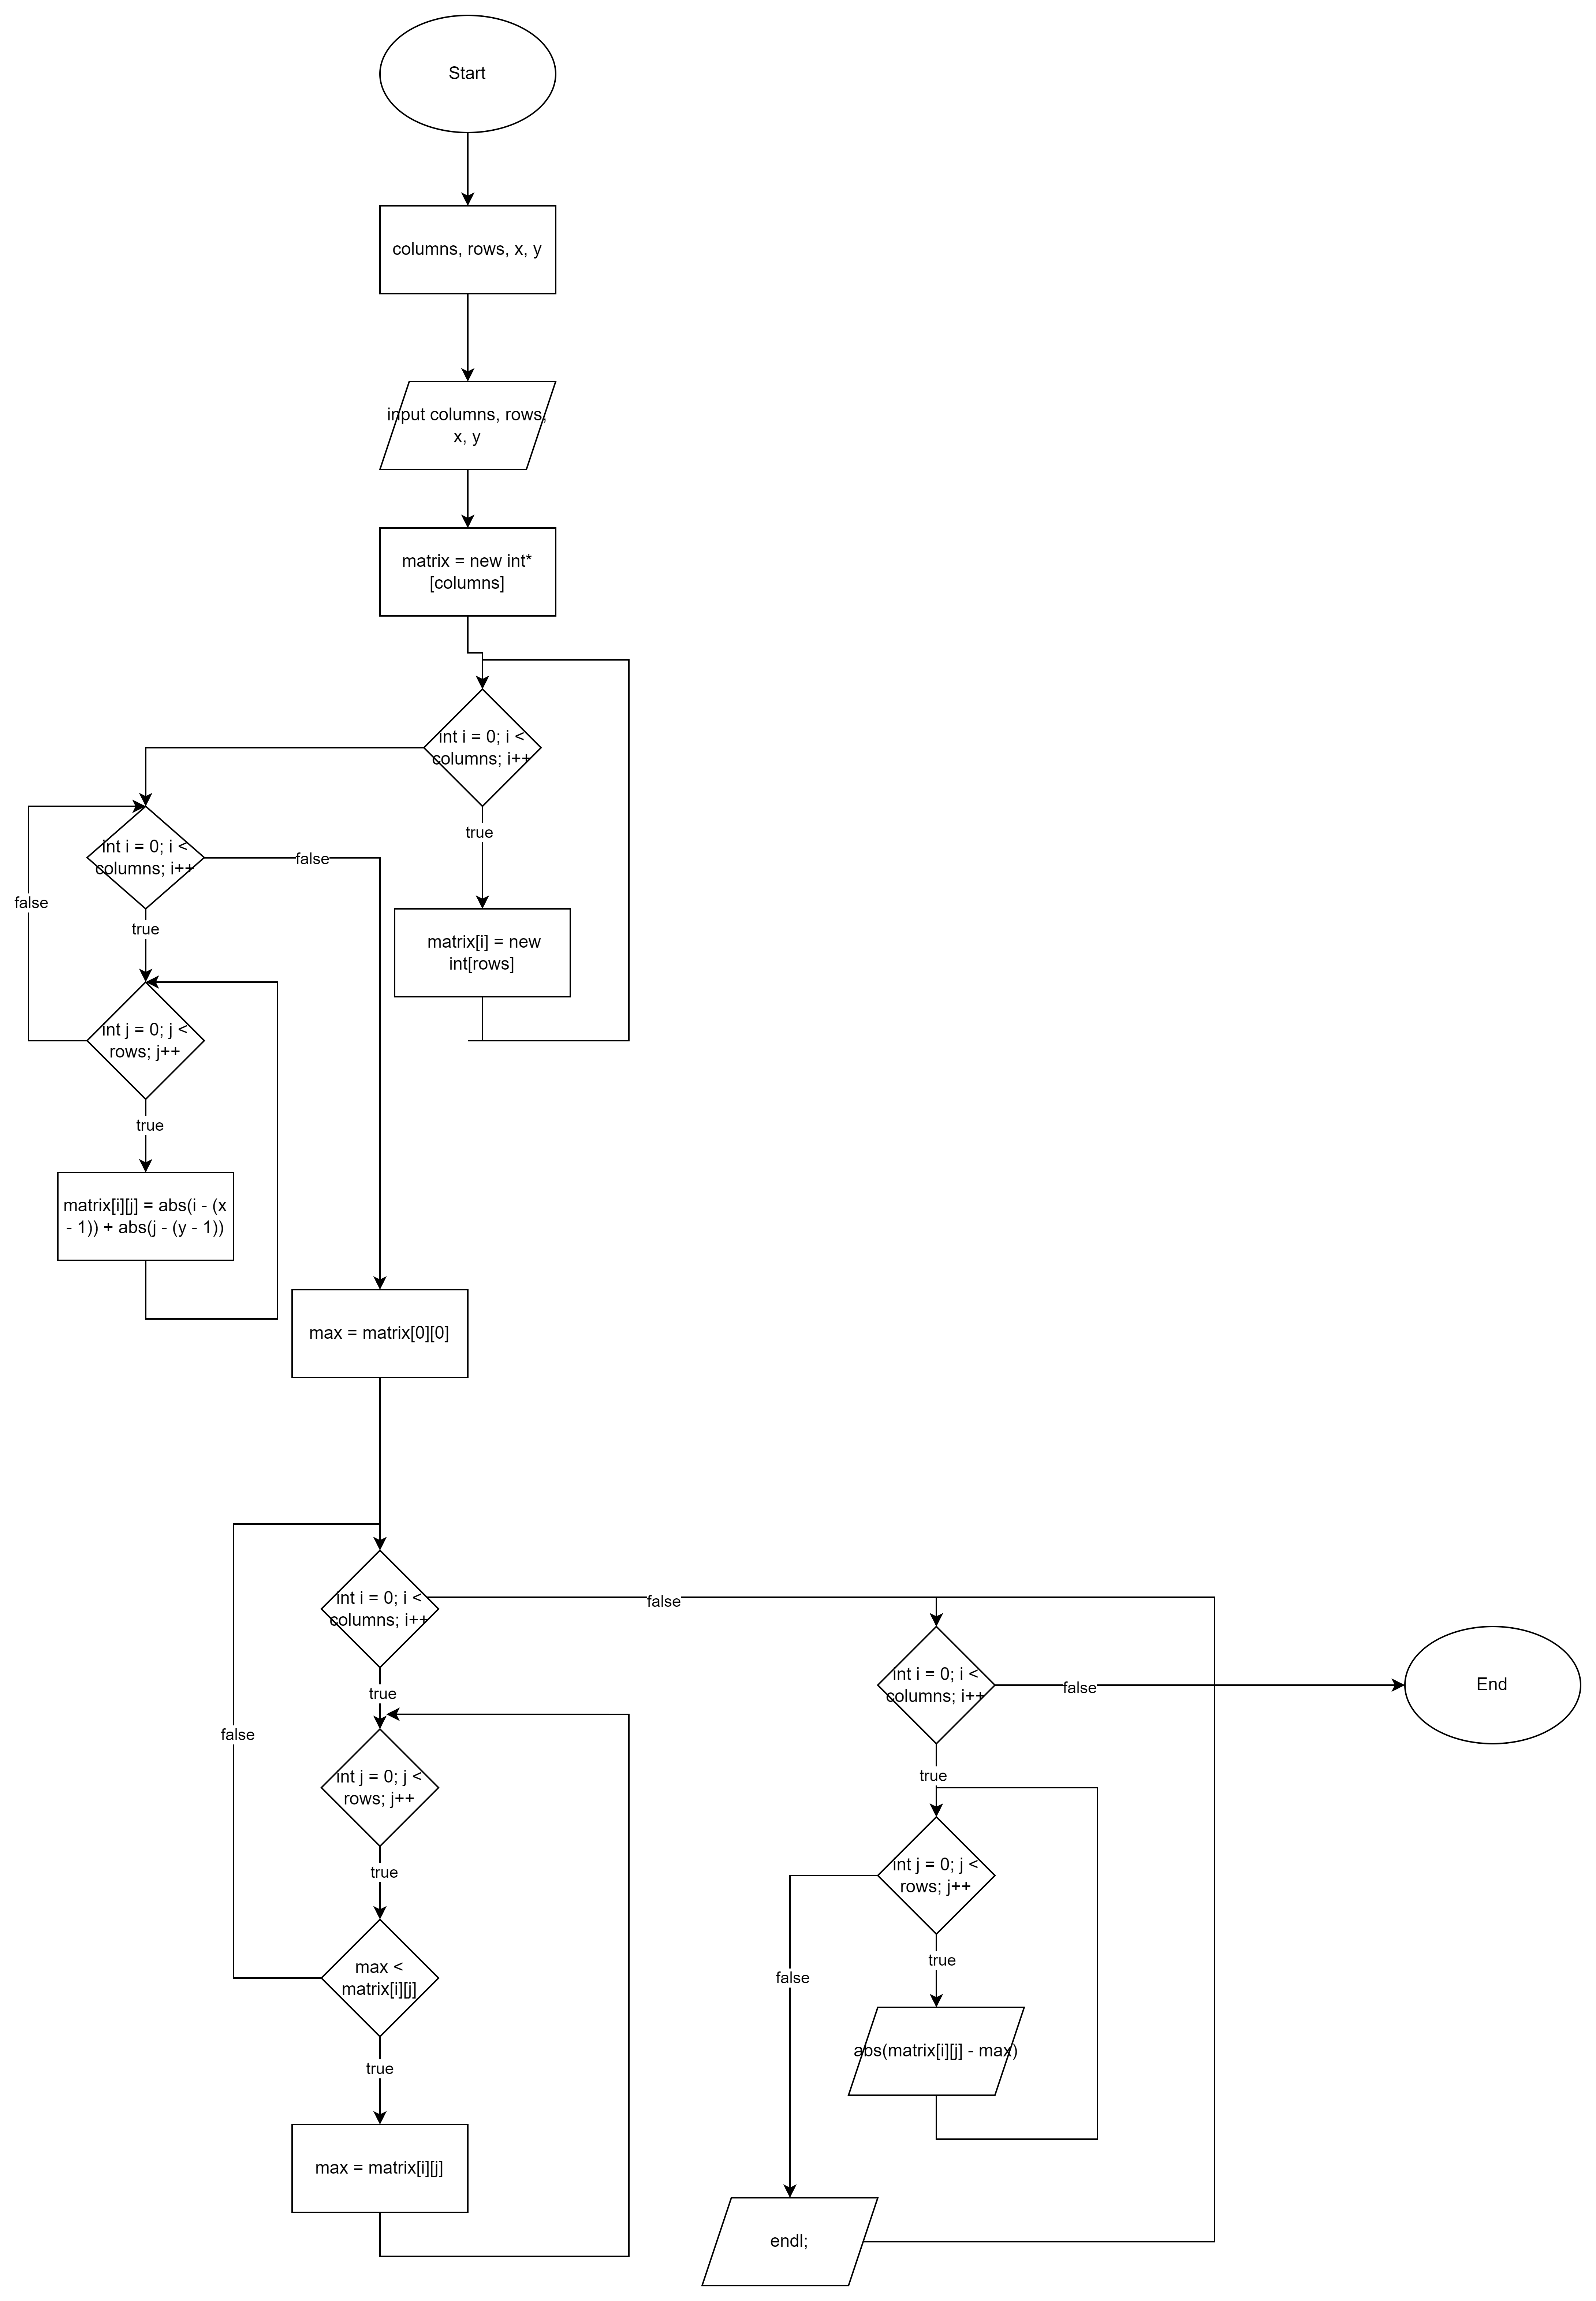 Start
columns, rows, x, y
input columns, rows,
x, y
matrix = new int*
[columns]
int i = 0; i <
columns; i++
true
matrix[i] = new
int[rows]
int i = 0; i <
columns; i++
false
false
true
int j = 0; j <
rows; j++
true
matrix[i][j] = abs(i - (x
- 1)) + abs(j - (y - 1))
max = matrix[0][0]
int i = 0; i <
columns; i++
false
true
false
int j = 0; j <
rows; j++
true
max <
matrix[i][j]
true
max = matrix[i][j]
int i = 0; i <
columns; i++
false
End
true
int j = 0; j <
rows; j++
true
false
abs(matrix[i][j] - max)
endl;